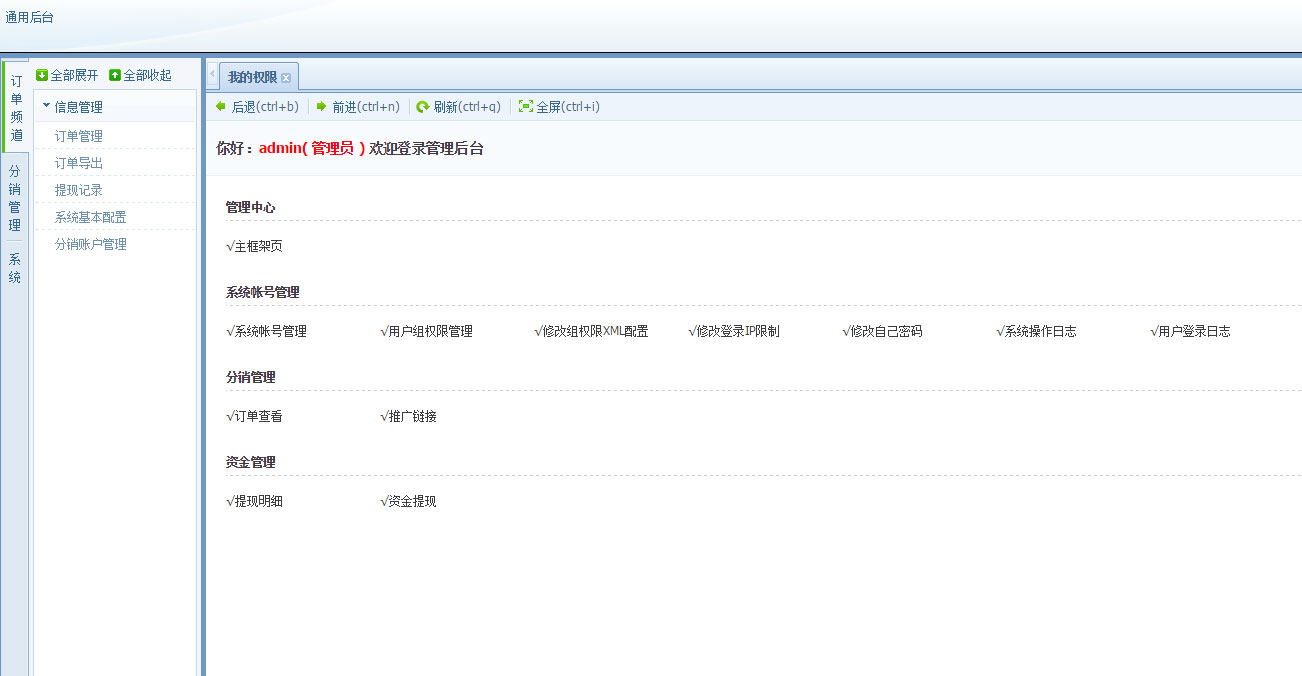 通用后台
订单频道
分销管理
系统
全部展开 全部收起
信息管理
订单管理
订单导出
提现记录
系统基本配置
分销账户管理
我的权限
后退(ctrl+b) 前进(ctrl+n) 刷新(ctrl+q) 全屏(ctrl+i)
你好：admin( 管理员 ) 欢迎登录管理后台
管理中心
√主框架页
系统帐号管理
√系统帐号管理 √用户组权限管理 √修改组权限XML配置 √修改登录IP限制 √修改自己密码 √系统操作日志 √用户登录日志
分销管理
√订单查看 √推广链接
资金管理
√提现明细 √资金提现